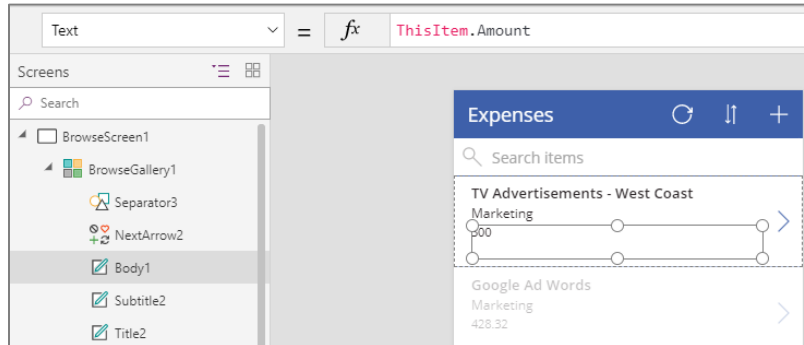 Text = fx ThisItem.Amount
Screens
Search
BrowseScreen1
BrowseGallery1
Separator3
NextArrow2
Body1
Subtitle2
Title2
Expenses
Search items
TV Advertisements - West Coast
Marketing
300
Google Ad Words
Marketing
428.32